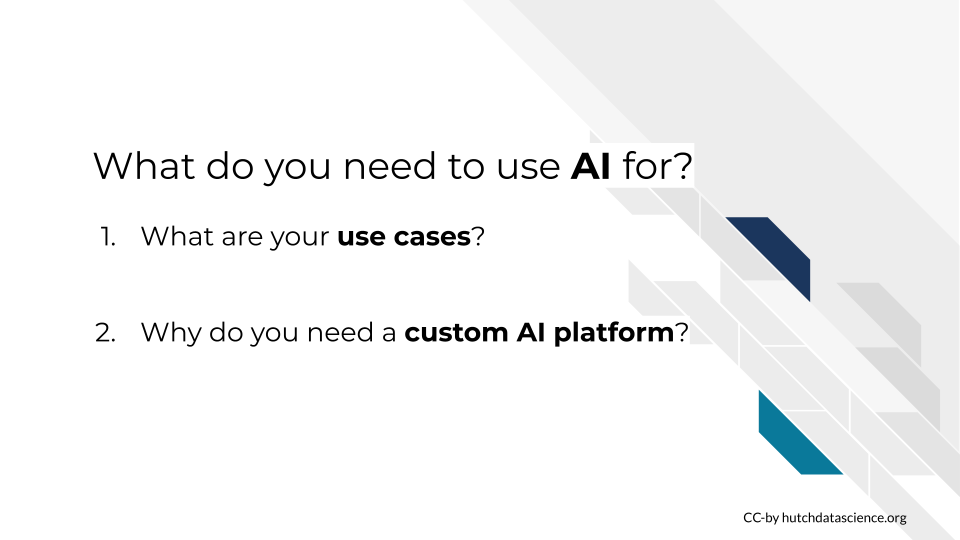 What do you need to use AI for?
1. What are your use cases?
2. Why do you need a custom AI platform?
CC-by hutchdatascience.org